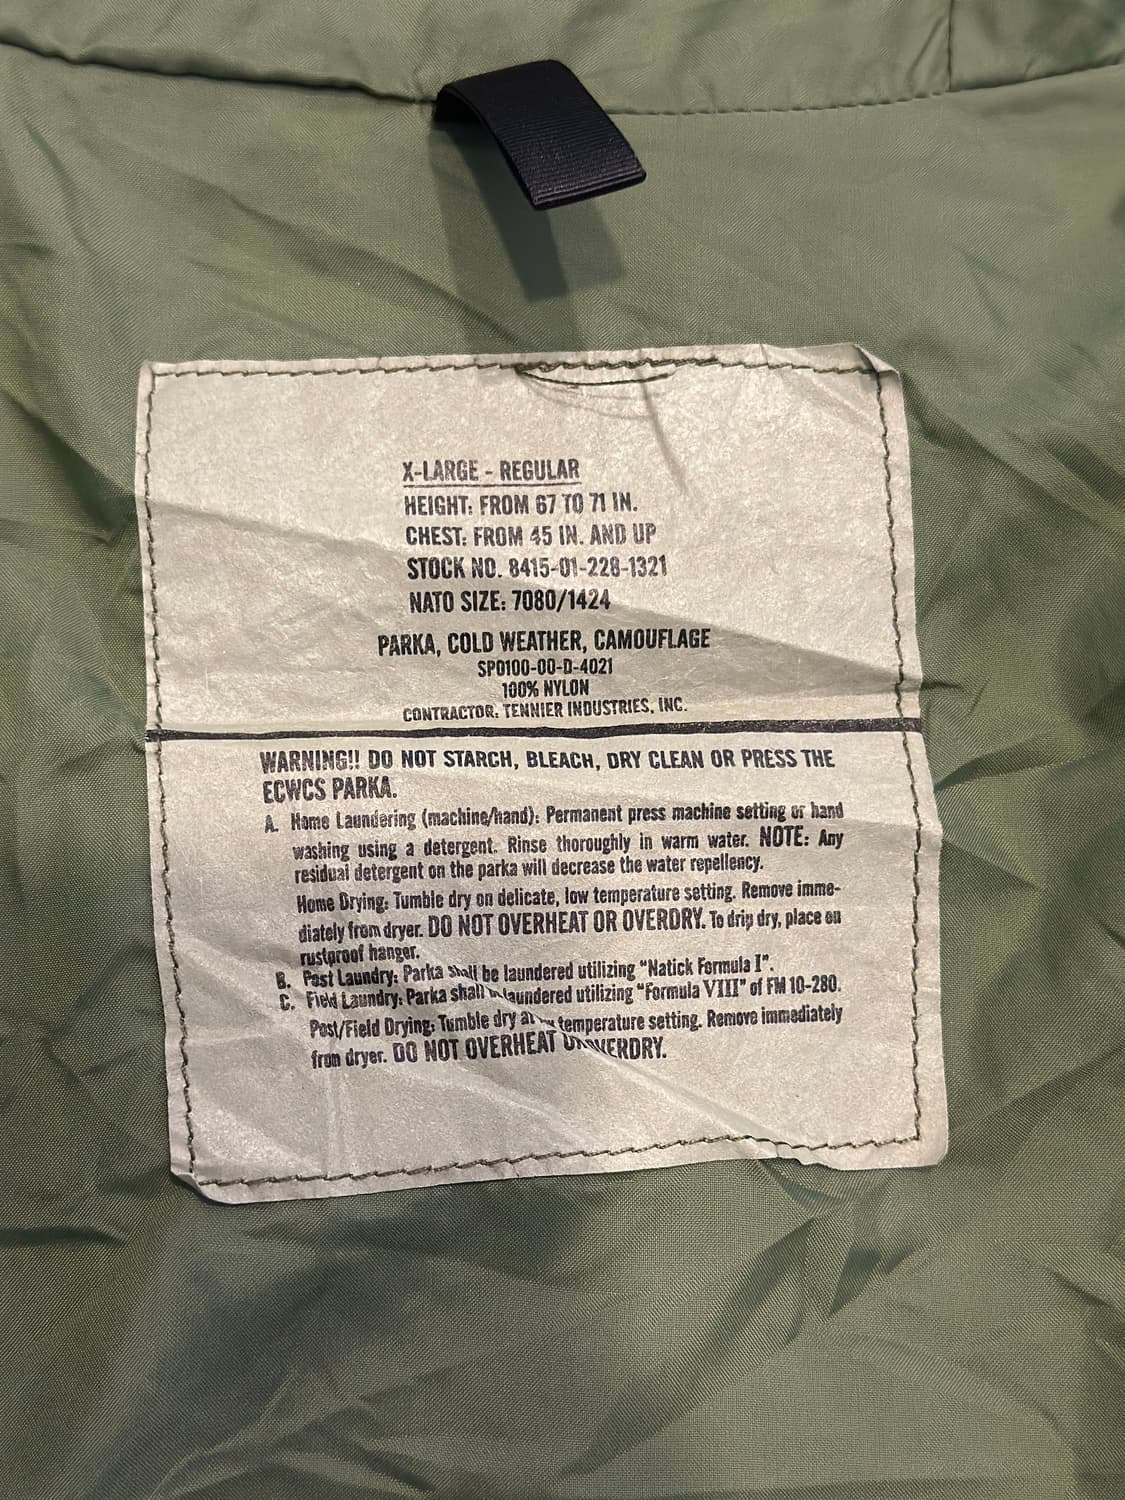 X-LARGE - REGULAR
HEIGHT: FROM 67 TO 71 IN.
CHEST: FROM 45 IN. AND UP
STOCK NO. 8415-01-228-1321
NATO SIZE: 7080/1424
PARKA, COLD WEATHER, CAMOUFLAGE
SP0100-00-D-4021
100% NYLON
CONTRACTOR: TENNIER INDUSTRIES, INC.
WARNING!! DO NOT STARCH, BLEACH, DRY CLEAN OR PRESS THE
ECWCS PARKA.
A. Home Laundering (machine/hand): Permanent press machine setting or hand
washing using a detergent. Rinse thoroughly in warm water. NOTE: Any
residual detergent on the parka will decrease the water repellency.
Home Drying: Tumble dry on delicate, low temperature setting. Remove imme-
diately from dryer. DO NOT OVERHEAT OR OVERDRY. To drip dry, place on
rustproof hanger.
B. Post Laundry: Parka shall be laundered utilizing "Natick Formula I".
C. Field Laundry: Parka shall laundered utilizing "Formula VIII" of FM 10-280.
Post/Field Drying: Tumble dry at temperature setting. Remove immediately
from dryer. DO NOT OVERHEAT OVERDRY.